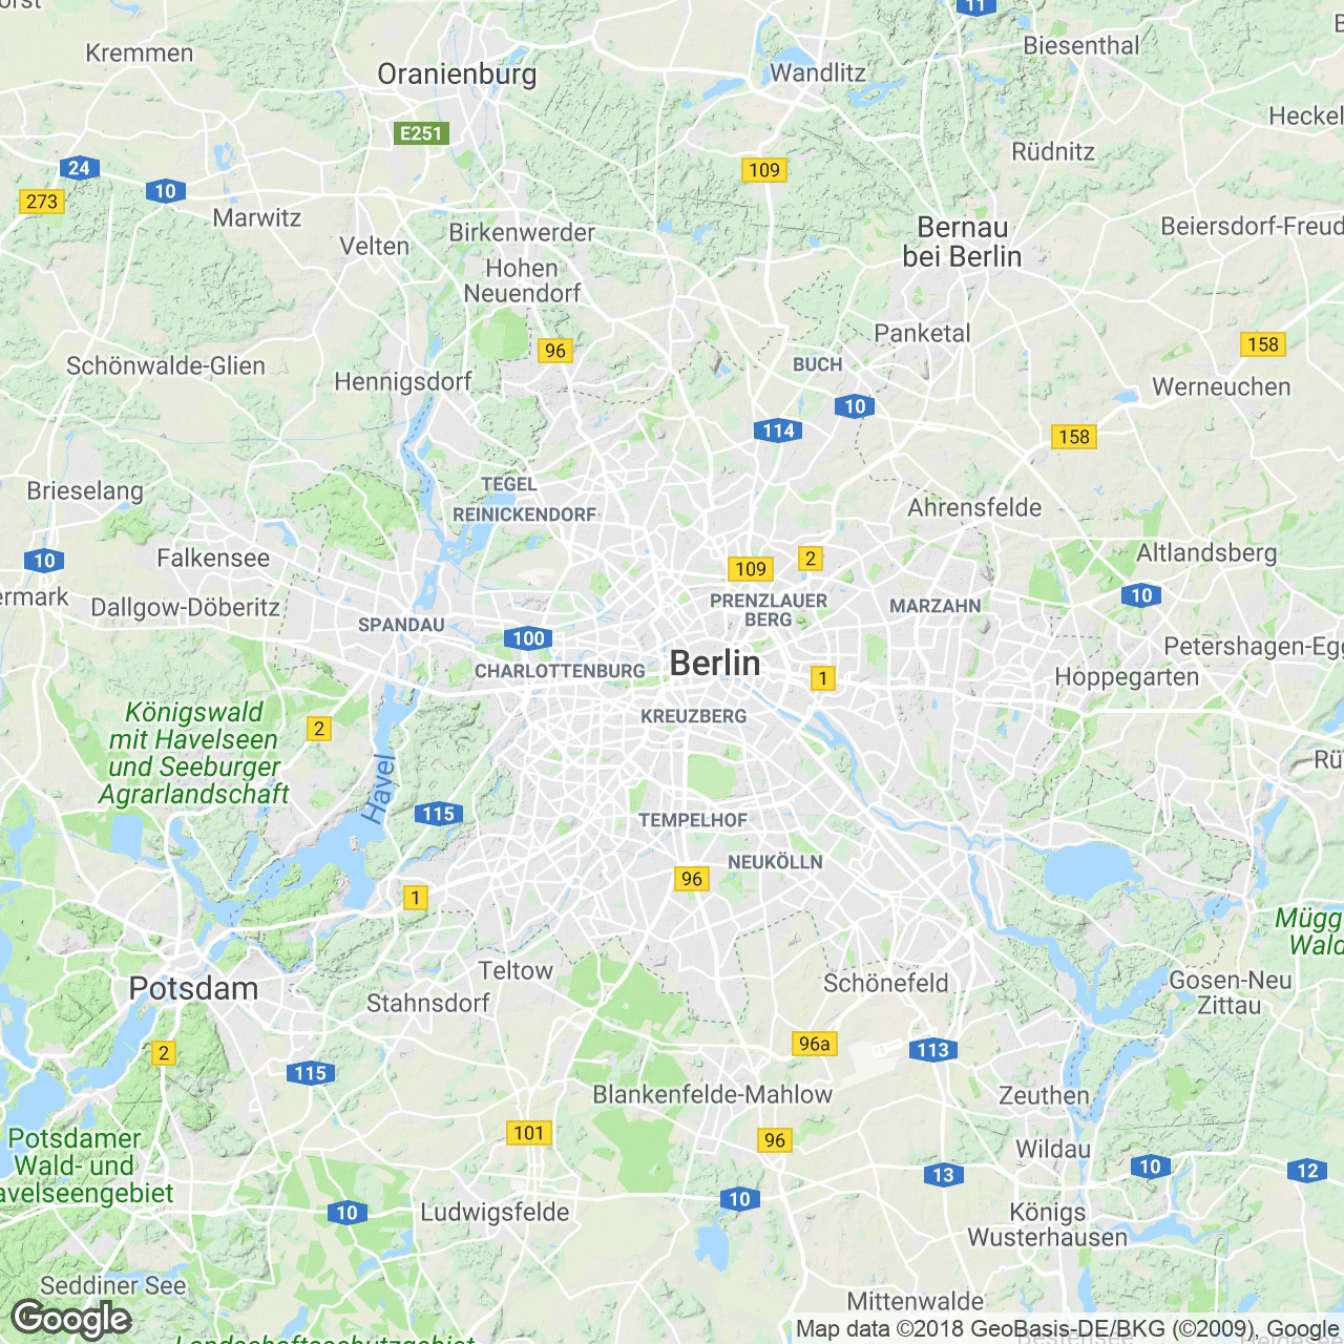 Kremmen
Oranienburg
Wandlitz
11
Biesenthal
E251
24
10
273
109
Rüdnitz
Marwitz
Velten
Birkenwerder
Hohen
Neuendorf
Bernau
bei Berlin
96
Schönwalde-Glien
Hennigsdorf
BUCH
Panketal
158
Werneuchen
10
114
158
Brieselang
TEGEL
REINICKENDORF
Ahrensfelde
10
Falkensee
109
2
Altlandsberg
10
Dallgow-Döberitz
SPANDAU
PRENZLAUER
BERG
MARZAHN
100
CHARLOTTENBURG
Berlin
1
Hoppegarten
KREUZBERG
Königswald
mit Havelseen
und Seeburger
Agrarlandschaft
2
Havel
115
TEMPELHOF
NEUKÖLLN
96
1
Potsdam
Teltow
Stahnsdorf
Schönefeld
Gosen-Neu
Zittau
2
115
96a
113
Blankenfelde-Mahlow
Zeuthen
101
96
Wildau
Potsdamer
Wald- und
avelseengebiet
10
13
10
12
10
Ludwigsfelde
Königs
Wusterhausen
Seddiner See
Mittenwalde
Google
Map data ©2018 GeoBasis-DE/BKG (©2009), Google